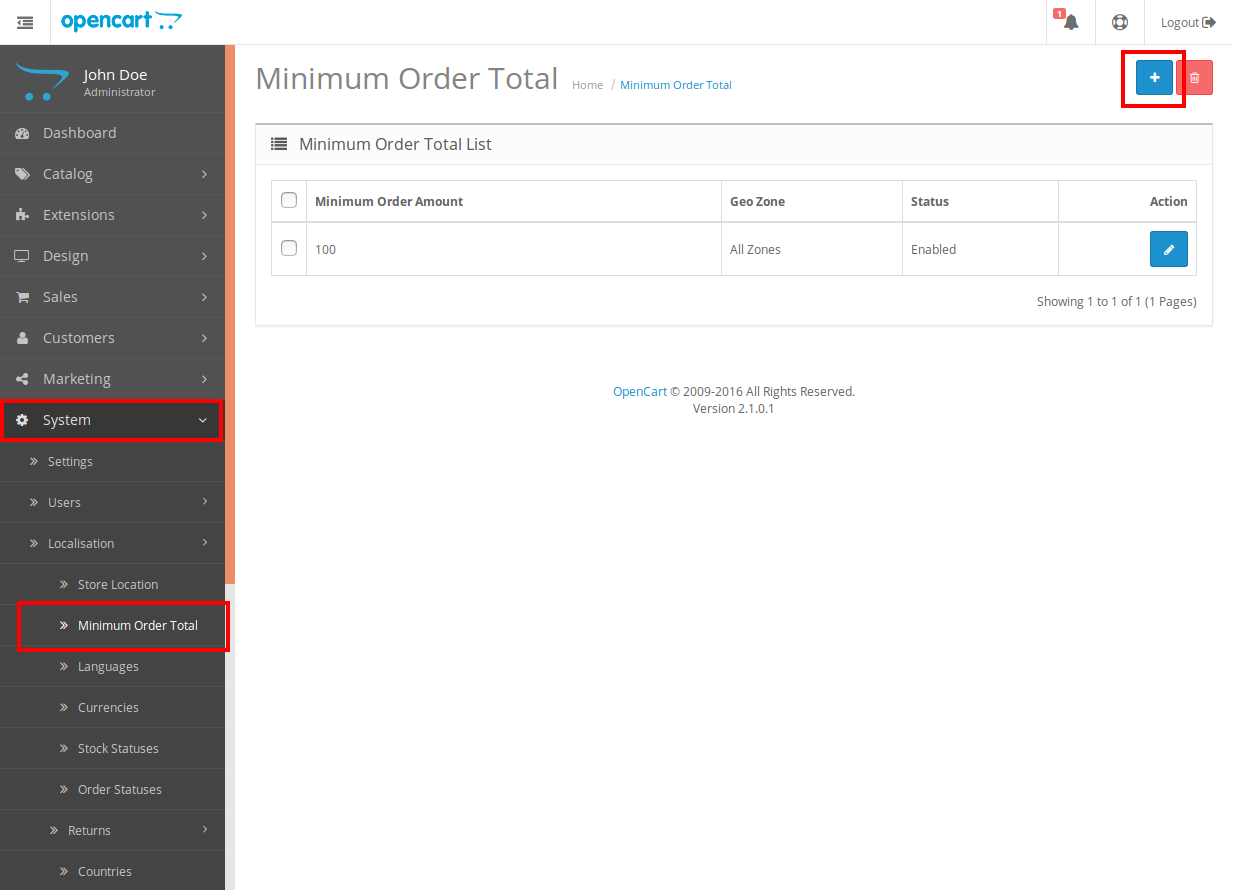 opencart
1
Logout
John Doe
Administrator
Dashboard
Catalog
Extensions
Design
Sales
Customers
Marketing
System
Settings
Users
Localisation
Store Location
Minimum Order Total
Languages
Currencies
Stock Statuses
Order Statuses
Returns
Countries
Minimum Order Total Home / Minimum Order Total
Minimum Order Total List
Minimum Order Amount Geo Zone Status Action
100 All Zones Enabled
Showing 1 to 1 of 1 (1 Pages)
OpenCart © 2009-2016 All Rights Reserved.
Version 2.1.0.1